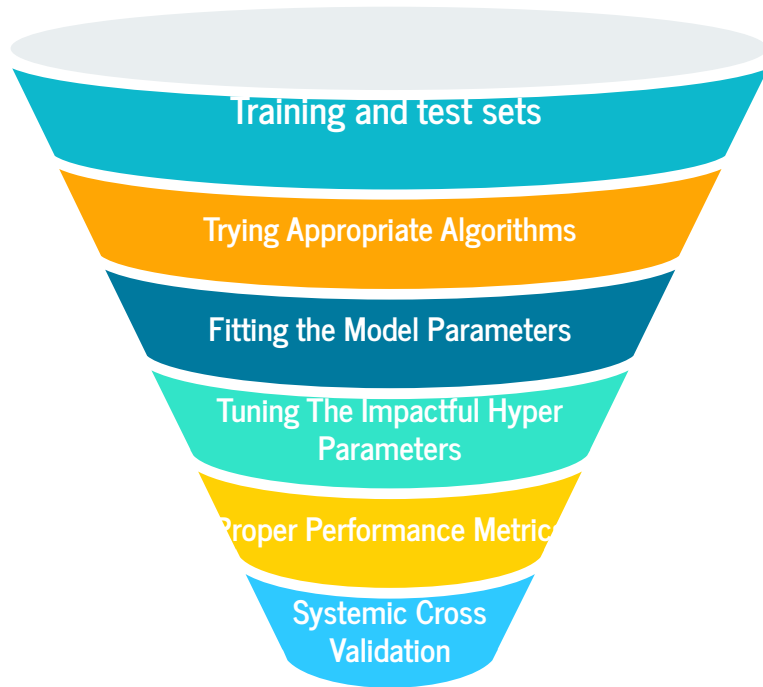 Training and test sets
Trying Appropriate Algorithms
Fitting the Model Parameters
Tuning The Impactful Hyper
Parameters
Proper Performance Metrics
Systemic Cross
Validation